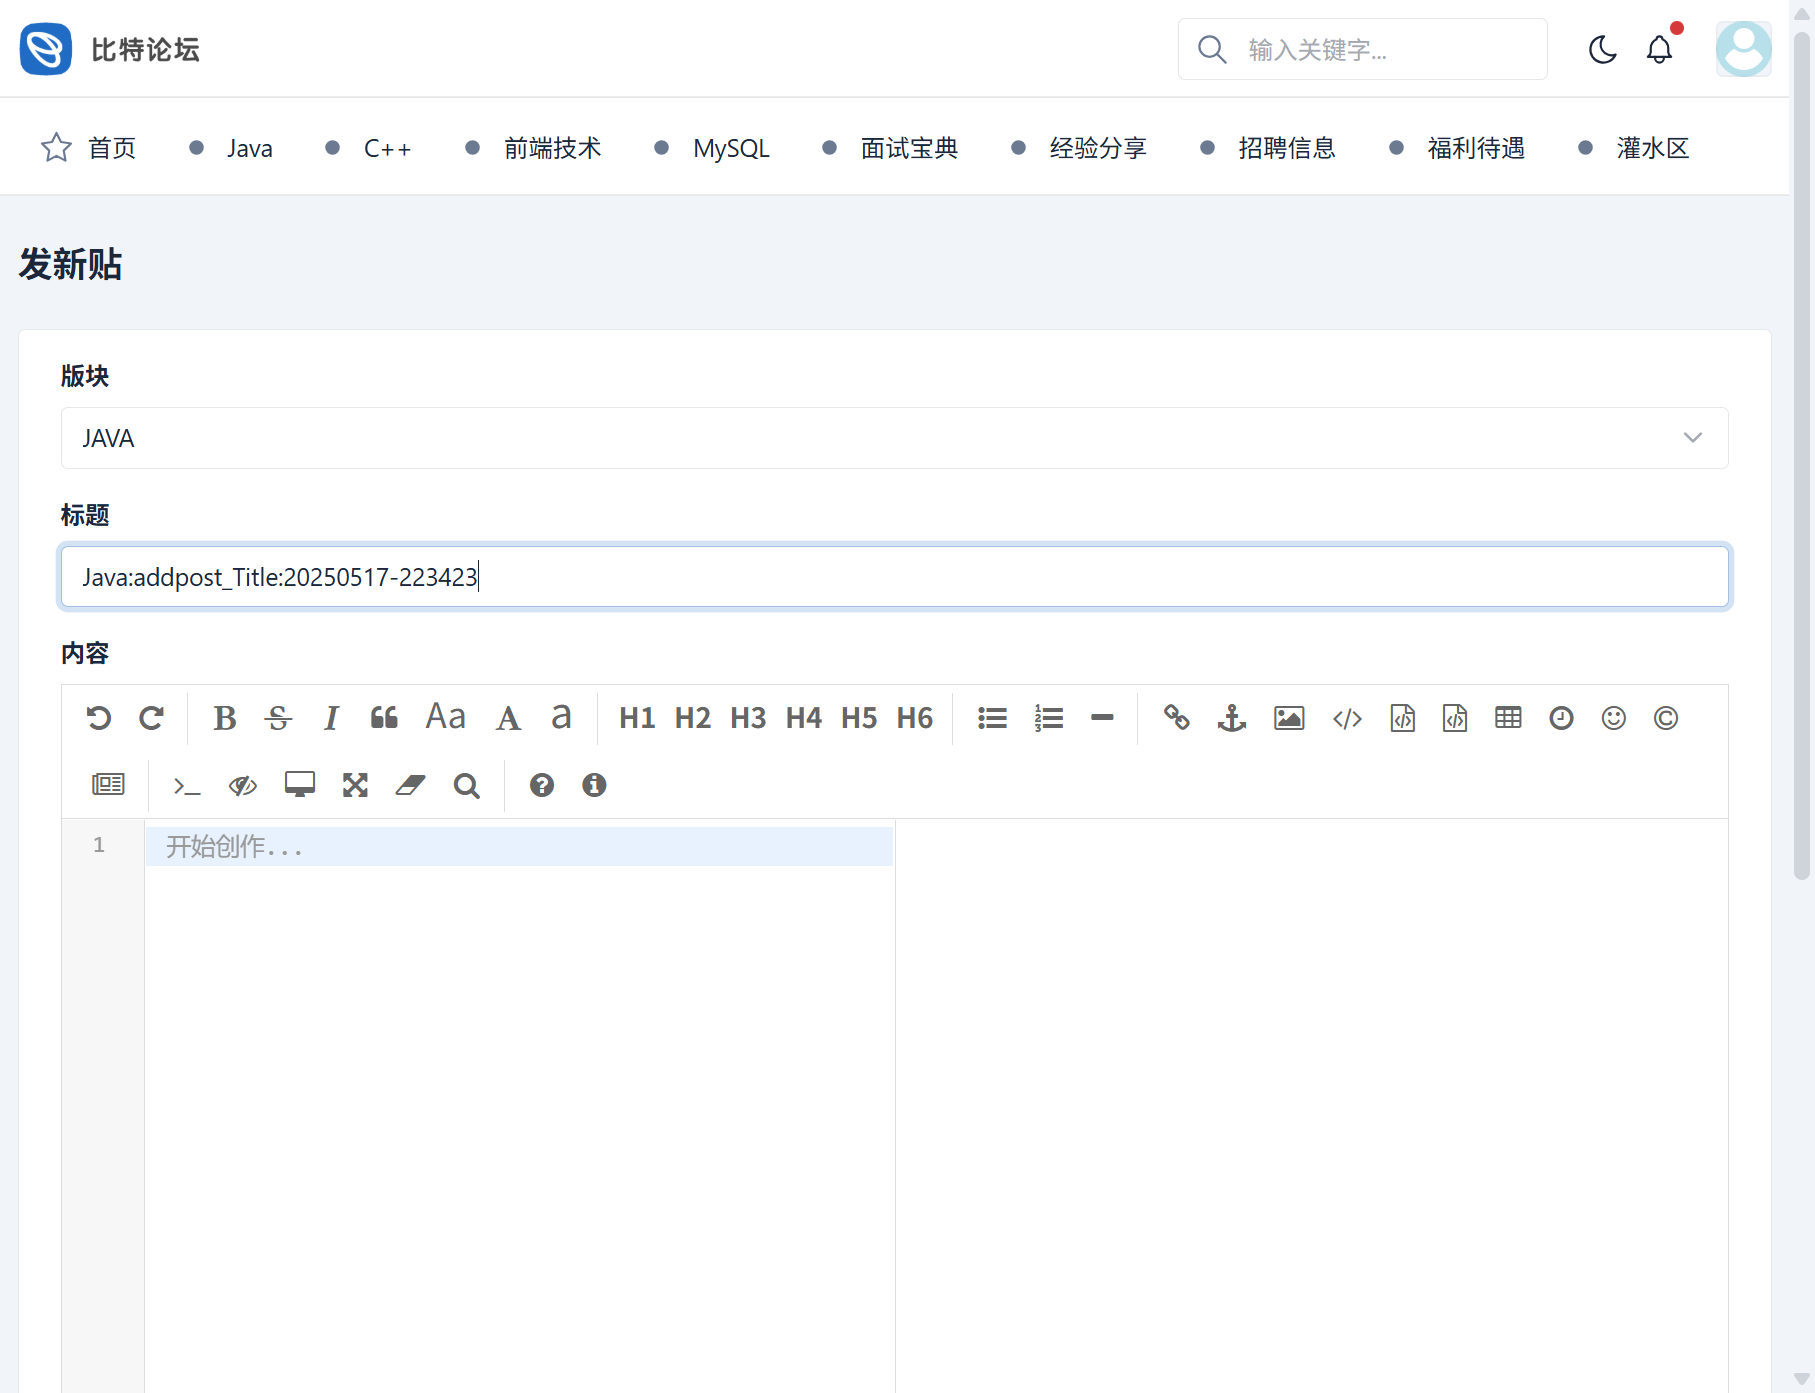 比特论坛
输入关键字...
首页 Java C++ 前端技术 MySQL 面试宝典 经验分享 招聘信息 福利待遇 灌水区
发新贴
版块
JAVA
标题
Java:addpost_Title:20250517-223423
内容
B S I Aa A a H1 H2 H3 H4 H5 H6
1 开始创作...